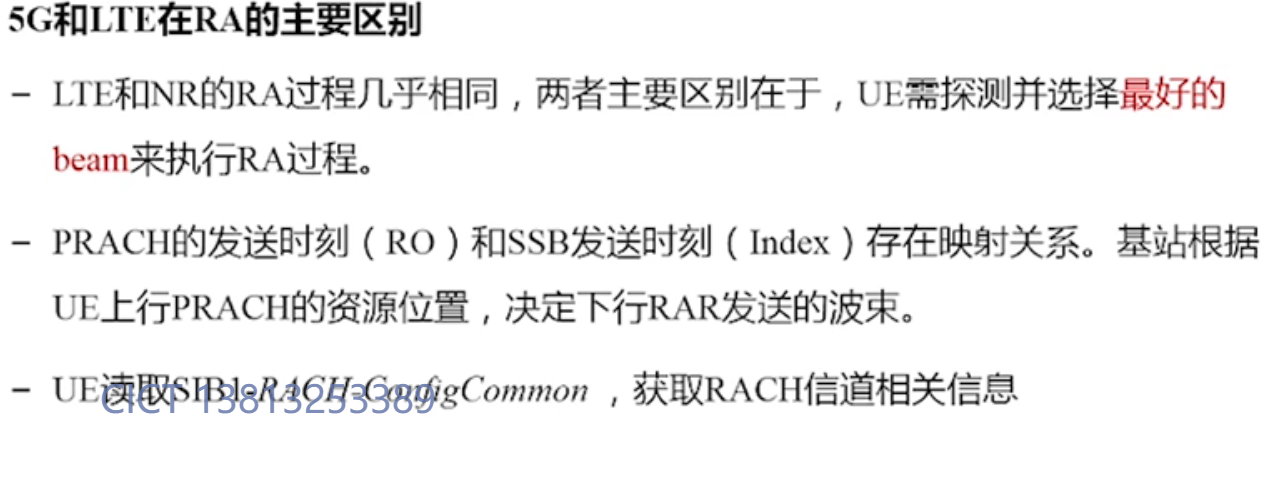 5G和LTE在RA的主要区别
– LTE和NR的RA过程几乎相同，两者主要区别在于，UE需探测并选择最好的
beam来执行RA过程。
– PRACH的发送时刻（RO）和SSB发送时刻（Index）存在映射关系。基站根据
UE上行PRACH的资源位置，决定下行RAR发送的波束。
– UE读取SIB1-RACH-ConfigCommon ，获取RACH信道相关信息
CICT 13813253389